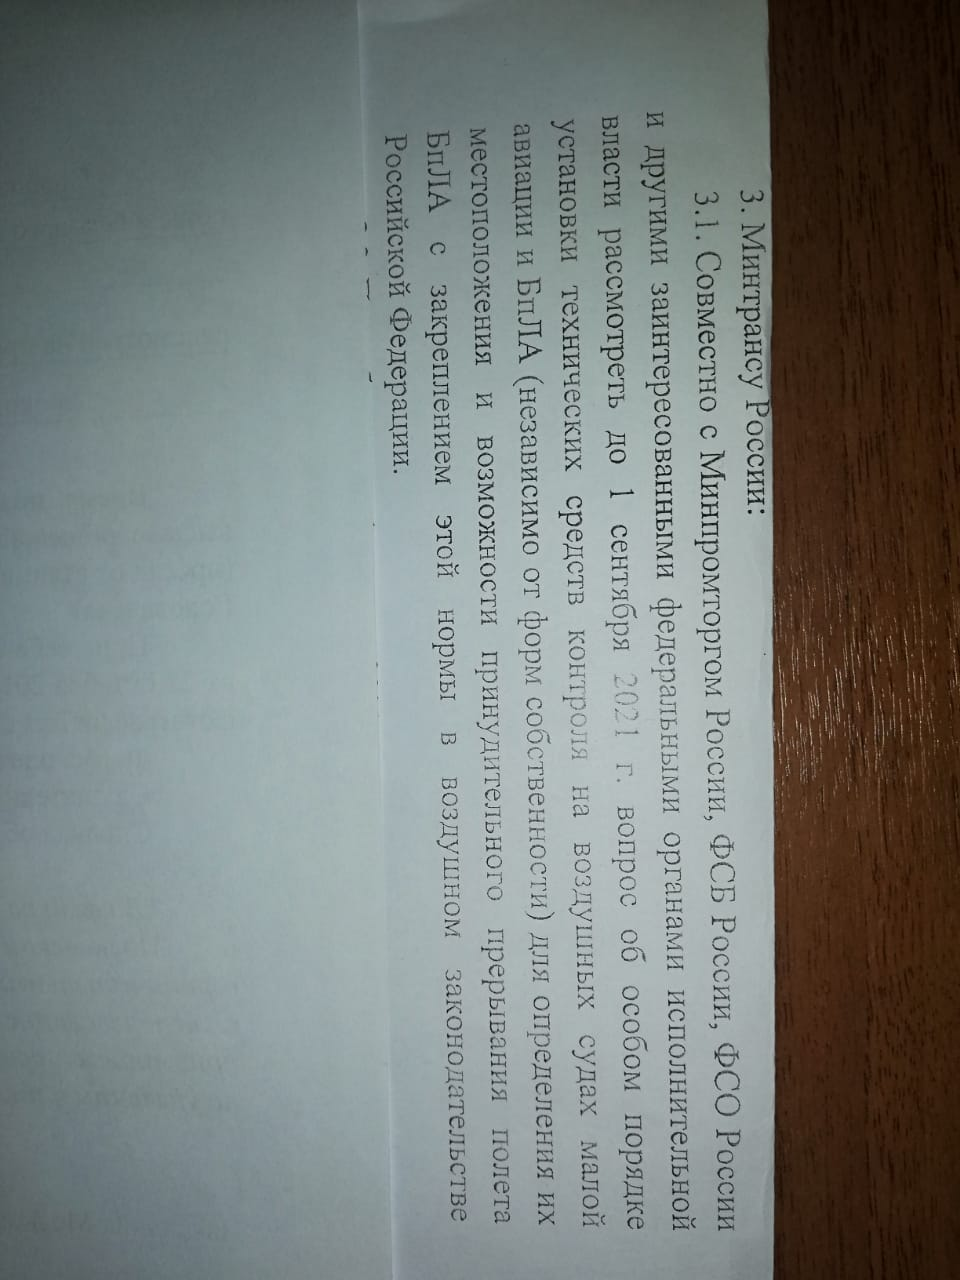 3. Минтрансу России:
3.1. Совместно с Минпромторгом России, ФСБ России, ФСО России
и другими заинтересованными федеральными органами исполнительной
власти рассмотреть до 1 сентября 2021 г. вопрос об особом порядке
установки технических средств контроля на воздушных судах малой
авиации и БпЛА (независимо от форм собственности) для определения их
местоположения и возможности принудительного прерывания полета
БпЛА с закреплением этой нормы в воздушном законодательстве
Российской Федерации.